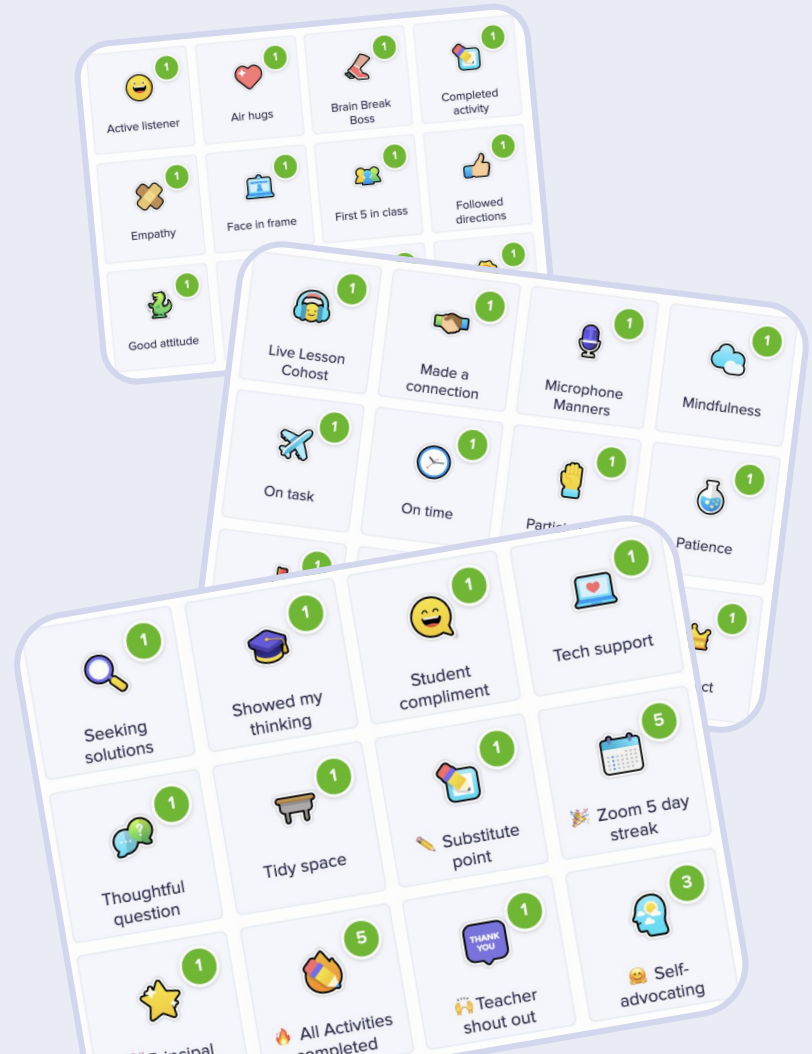 1
1
1
1
Active listener
Air hugs
Brain Break
Boss
Completed
activity
1
1
1
1
Empathy
Face in frame
First 5 in class
Followed
directions
1
1
Good attitude
1
1
1
1
Live Lesson
Cohost
Made a
connection
Microphone
Manners
Mindfulness
1
1
1
1
On task
On time
Patience
1
1
1
1
1
1
Seeking
solutions
Showed my
thinking
Student
compliment
Tech support
1
1
1
5
Thoughtful
question
Tidy space
Substitute
point
Zoom 5 day
streak
1
5
1
3
THANK
YOU
All Activities
completed
Teacher
shout out
Self-
advocating